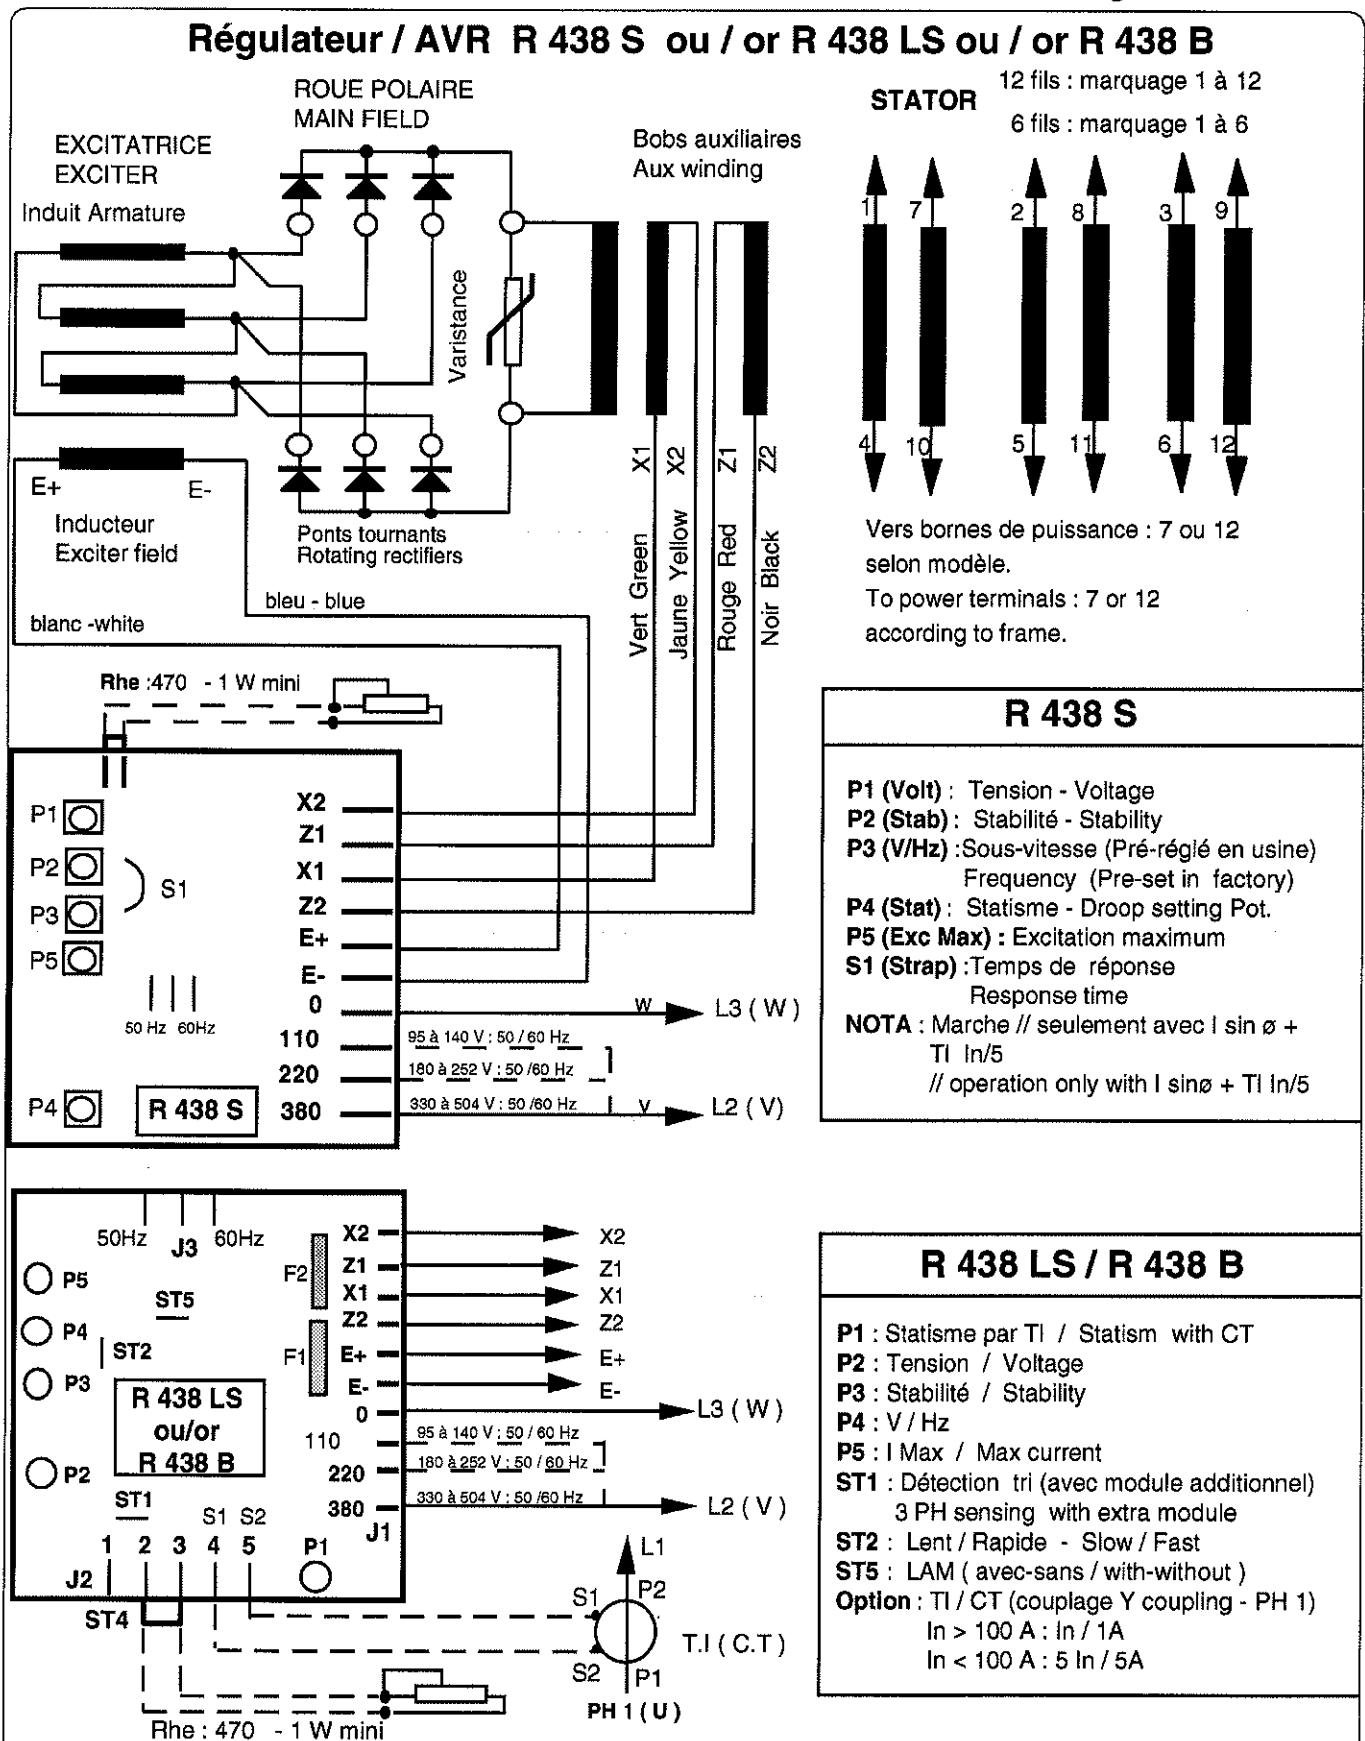 Régulateur / AVR R 438 S ou / or R 438 LS ou / or R 438 B
ROUE POLAIRE
MAIN FIELD
EXCITATRICE
EXCITER
Induit Armature
Bobs auxiliaires
Aux winding
STATOR
12 fils : marquage 1 à 12
6 fils : marquage 1 à 6
1 7 2 8 3 9
4 10 5 11 6 12
Varistance
X1 X2 Z1 Z2
E+ E-
Inducteur
Exciter field
Ponts tournants
Rotating rectifiers
Vert Green
Jaune Yellow
Rouge Red
Noir Black
Vers bornes de puissance : 7 ou 12
selon modèle.
To power terminals : 7 or 12
according to frame.
bleu - blue
blanc -white
Rhe :470 - 1 W mini
P1
P2
P3
P5
S1
50 Hz 60Hz
P4
R 438 S
X2
Z1
X1
Z2
E+
E-
0
110
220
380
W L3 ( W )
95 à 140 V : 50 / 60 Hz
180 à 252 V : 50 /60 Hz
330 à 504 V : 50 /60 Hz
V L2 ( V )
R 438 S
P1 (Volt) : Tension - Voltage
P2 (Stab) : Stabilité - Stability
P3 (V/Hz) :Sous-vitesse (Pré-réglé en usine)
Frequency (Pre-set in factory)
P4 (Stat) : Statisme - Droop setting Pot.
P5 (Exc Max) : Excitation maximum
S1 (Strap) :Temps de réponse
Response time
NOTA : Marche // seulement avec I sin ø +
TI In/5
// operation only with I sinø + TI In/5
50Hz J3 60Hz
P5
P4
P3
P2
ST5
ST2
R 438 LS
ou/or
R 438 B
ST1
S1 S2
1 2 3 4 5
J2
P1
J1
ST4
F2
F1
X2 X2
Z1 Z1
X1 X1
Z2 Z2
E+ E+
E- E-
0 L3 ( W )
110 95 à 140 V : 50 / 60 Hz
220 180 à 252 V : 50 / 60 Hz
380 330 à 504 V : 50 /60 Hz L2 ( V )
L1
S1 P2
T.I ( C.T )
S2 P1
PH 1 ( U )
Rhe : 470 - 1 W mini
R 438 LS / R 438 B
P1 : Statisme par TI / Statism with CT
P2 : Tension / Voltage
P3 : Stabilité / Stability
P4 : V / Hz
P5 : I Max / Max current
ST1 : Détection tri (avec module additionnel)
3 PH sensing with extra module
ST2 : Lent / Rapide - Slow / Fast
ST5 : LAM ( avec-sans / with-without )
Option : TI / CT (couplage Y coupling - PH 1)
In > 100 A : In / 1A
In < 100 A : 5 In / 5A